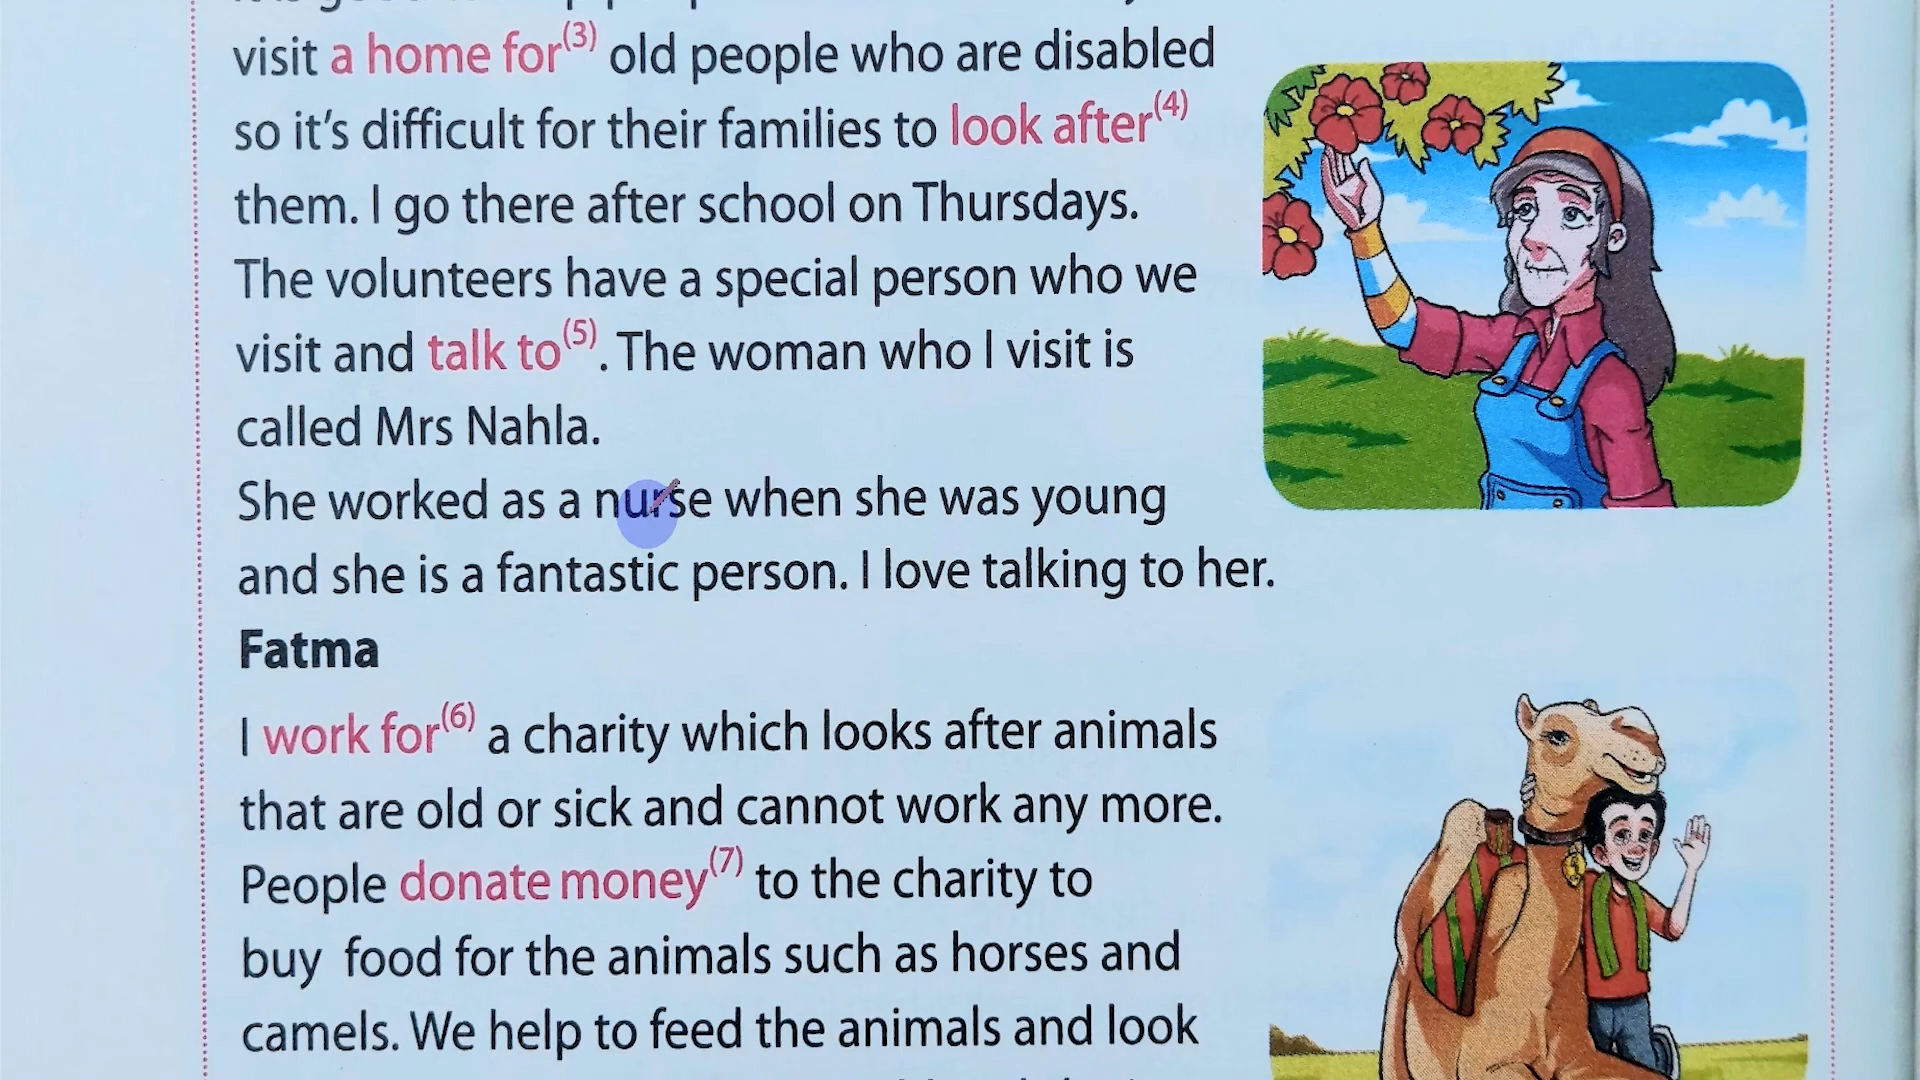 visit a home for(3) old people who are disabled
so it's difficult for their families to look after(4)
them. I go there after school on Thursdays.
The volunteers have a special person who we
visit and talk to(5). The woman who I visit is
called Mrs Nahla.
She worked as a nurse when she was young
and she is a fantastic person. I love talking to her.
Fatma
I work for(6) a charity which looks after animals
that are old or sick and cannot work any more.
People donate money(7) to the charity to
buy food for the animals such as horses and
camels. We help to feed the animals and look